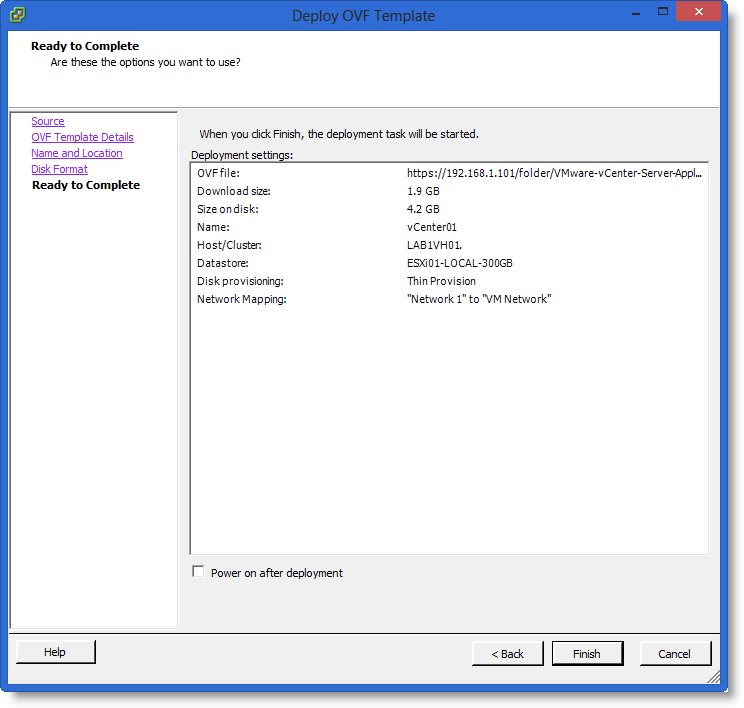 Deploy OVF Template
Ready to Complete
Are these the options you want to use?
Source
OVF Template Details
Name and Location
Disk Format
Ready to Complete
When you click Finish, the deployment task will be started.
Deployment settings:
OVF file: https://192.168.1.101/folder/VMware-vCenter-Server-Appl...
Download size: 1.9 GB
Size on disk: 4.2 GB
Name: vCenter01
Host/Cluster: LAB1VH01.
Datastore: ESXi01-LOCAL-300GB
Disk provisioning: Thin Provision
Network Mapping: "Network 1" to "VM Network"
Power on after deployment
Help < Back Finish Cancel